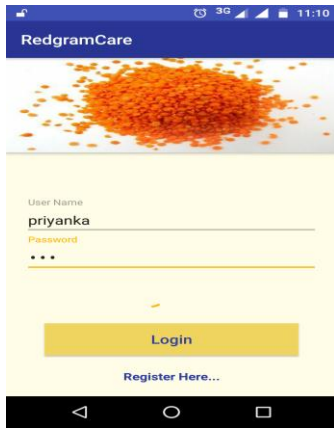 3G 11:10
RedgramCare
User Name
priyanka
Password
•••
Login
Register Here...